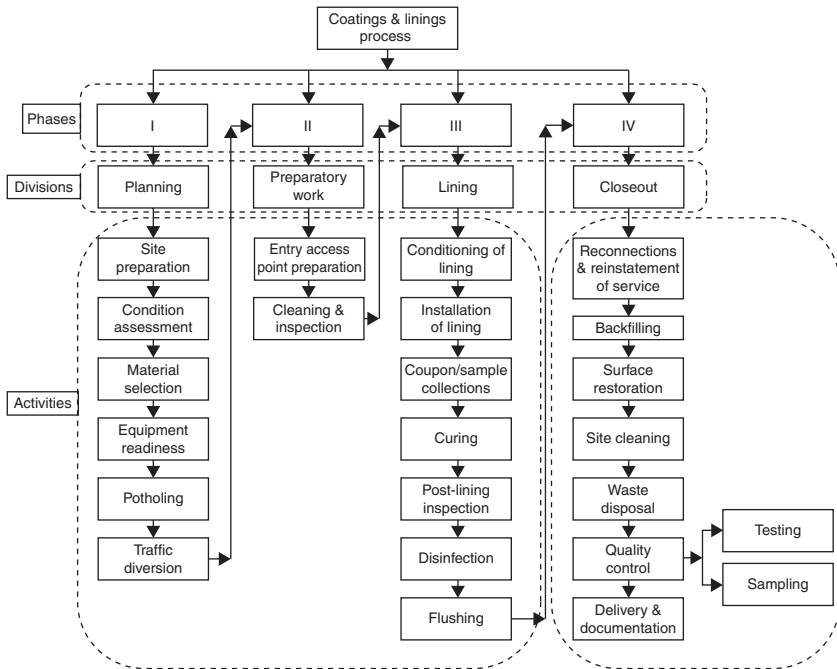 Coatings & linings
process
Phases
I
II
III
IV
Divisions
Planning
Preparatory
work
Lining
Closeout
Activities
Site
preparation
Condition
assessment
Material
selection
Equipment
readiness
Potholing
Traffic
diversion
Entry access
point preparation
Cleaning &
inspection
Conditioning of
lining
Installation
of lining
Coupon/sample
collections
Curing
Post-lining
inspection
Disinfection
Flushing
Reconnections
& reinstatement
of service
Backfilling
Surface
restoration
Site cleaning
Waste
disposal
Quality
control
Testing
Sampling
Delivery &
documentation